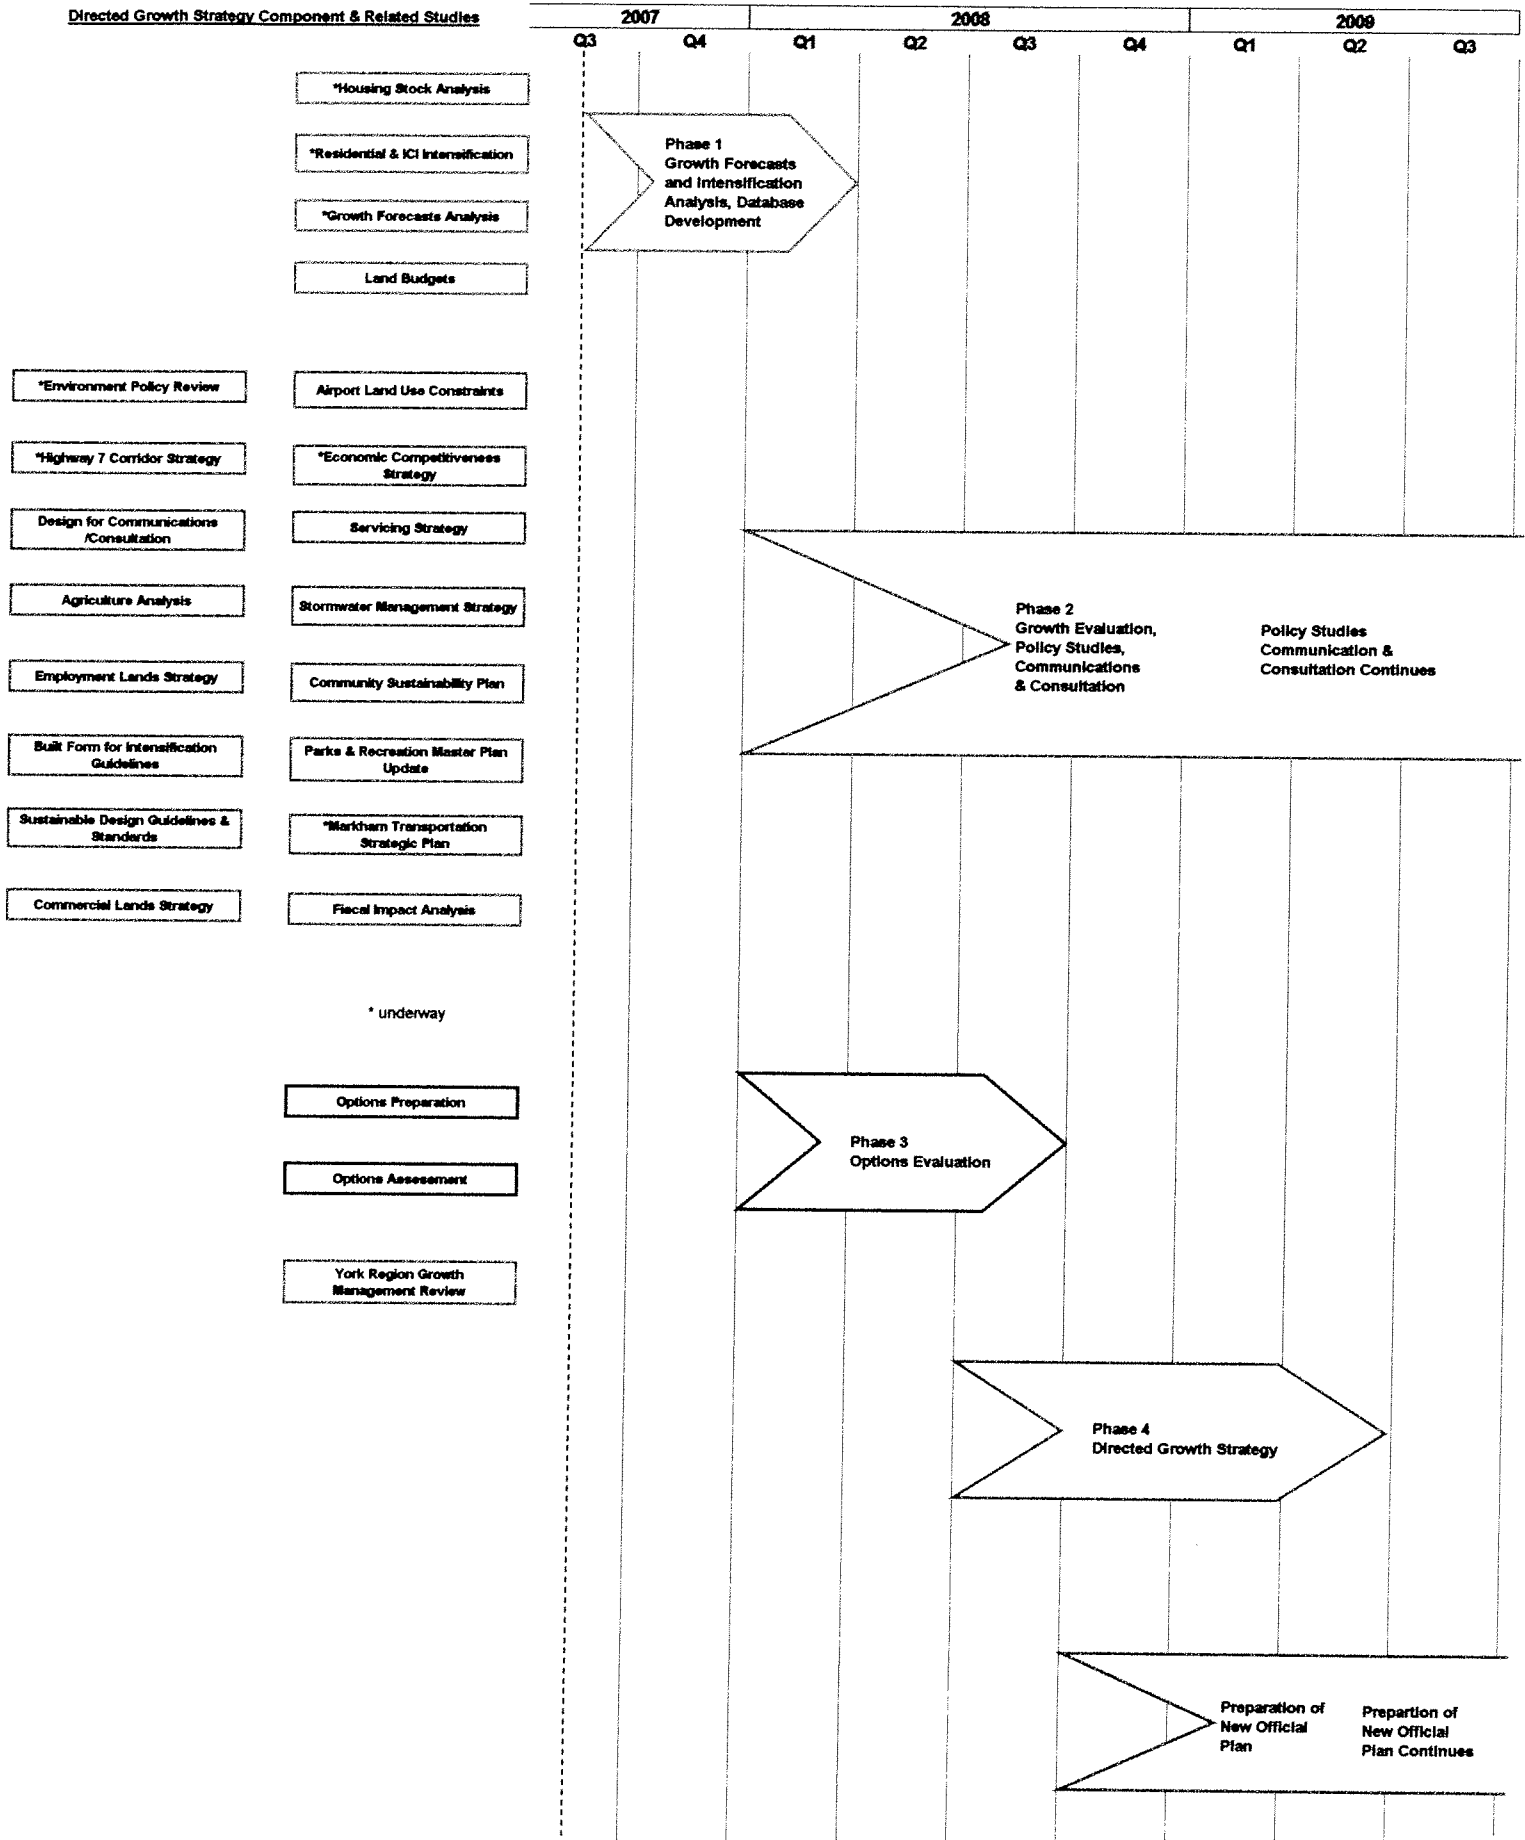 Directed Growth Strategy Component & Related Studies
2007
2008
2009
Q3
Q4
Q1
Q2
Q3
Q4
Q1
Q2
Q3
*Housing Stock Analysis
*Residential & ICI Intensification
*Growth Forecasts Analysis
Land Budgets
Phase 1
Growth Forecasts
and Intensification
Analysis, Database
Development
*Environment Policy Review
Airport Land Use Constraints
*Highway 7 Corridor Strategy
*Economic Competitiveness
Strategy
Design for Communications
/Consultation
Servicing Strategy
Agriculture Analysis
Stormwater Management Strategy
Employment Lands Strategy
Community Sustainability Plan
Built Form for Intensification
Guidelines
Parks & Recreation Master Plan
Update
Sustainable Design Guidelines &
Standards
*Markham Transportation
Strategic Plan
Commercial Lands Strategy
Fiscal Impact Analysis
Phase 2
Growth Evaluation,
Policy Studies,
Communications
& Consultation
Policy Studies
Communication &
Consultation Continues
* underway
Options Preparation
Options Assessment
Phase 3
Options Evaluation
York Region Growth
Management Review
Phase 4
Directed Growth Strategy
Preparation of
New Official
Plan
Prepartion of
New Official
Plan Continues